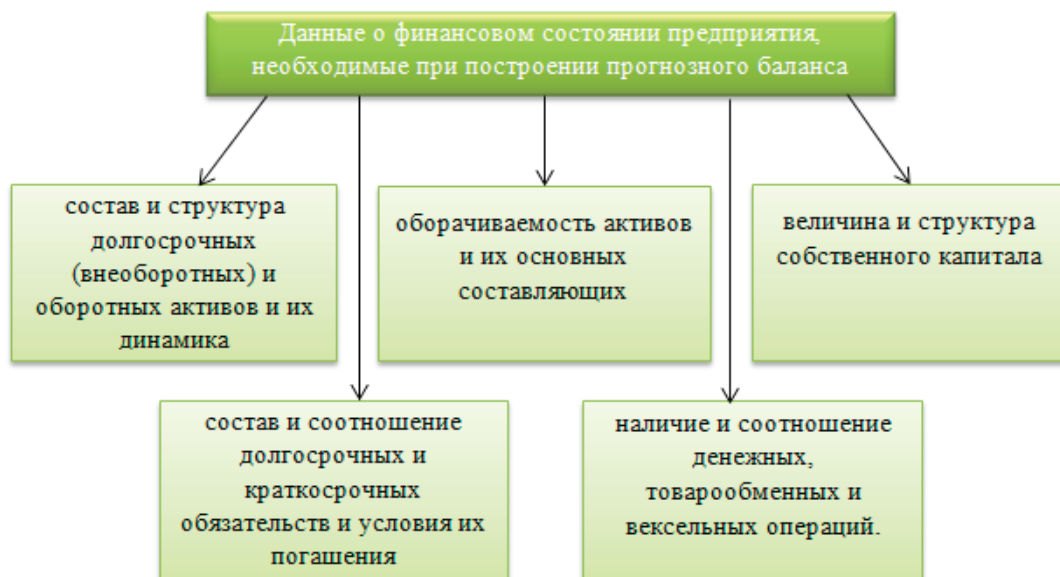 Данные о финансовом состоянии предприятия,
необходимые при построении прогнозного баланса
состав и структура
долгосрочных
(внеоборотных) и
оборотных активов и их
динамика
оборачиваемость активов
и их основных
составляющих
величина и структура
собственного капитала
состав и соотношение
долгосрочных и
краткосрочных
обязательств и условия их
погашения
наличие и соотношение
денежных,
товарообменных и
вексельных операций.